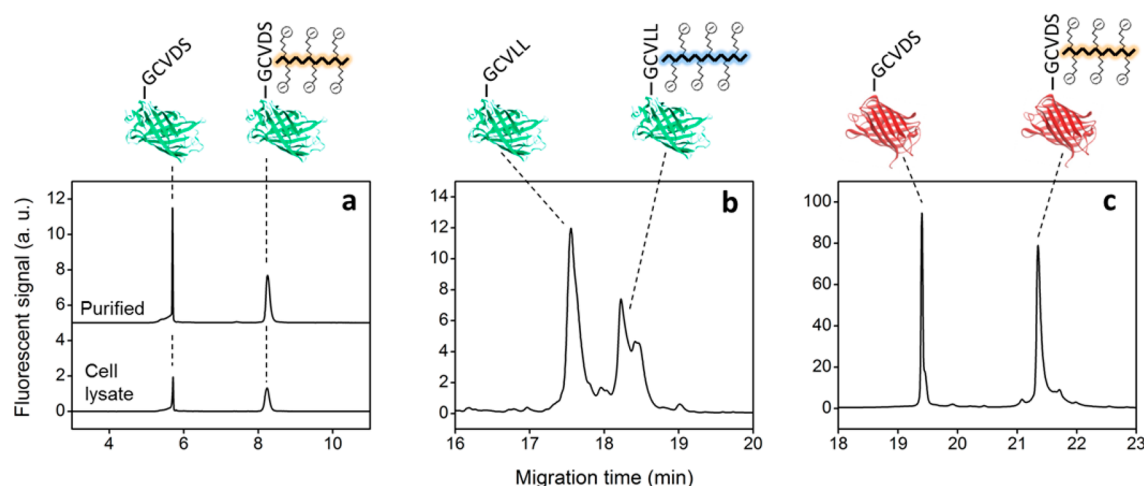 GCVDS
GCVDS
GCVLL
GCVLL
GCVDS
GCVDS
Fluorescent signal (a. u.)
a
12
10
8
6
Purified
4
2
0
Cell
lysate
4 6 8 10
b
14
12
10
8
6
4
2
0
16 17 18 19 20
c
100
80
60
40
20
0
18 19 20 21 22 23
Migration time (min)